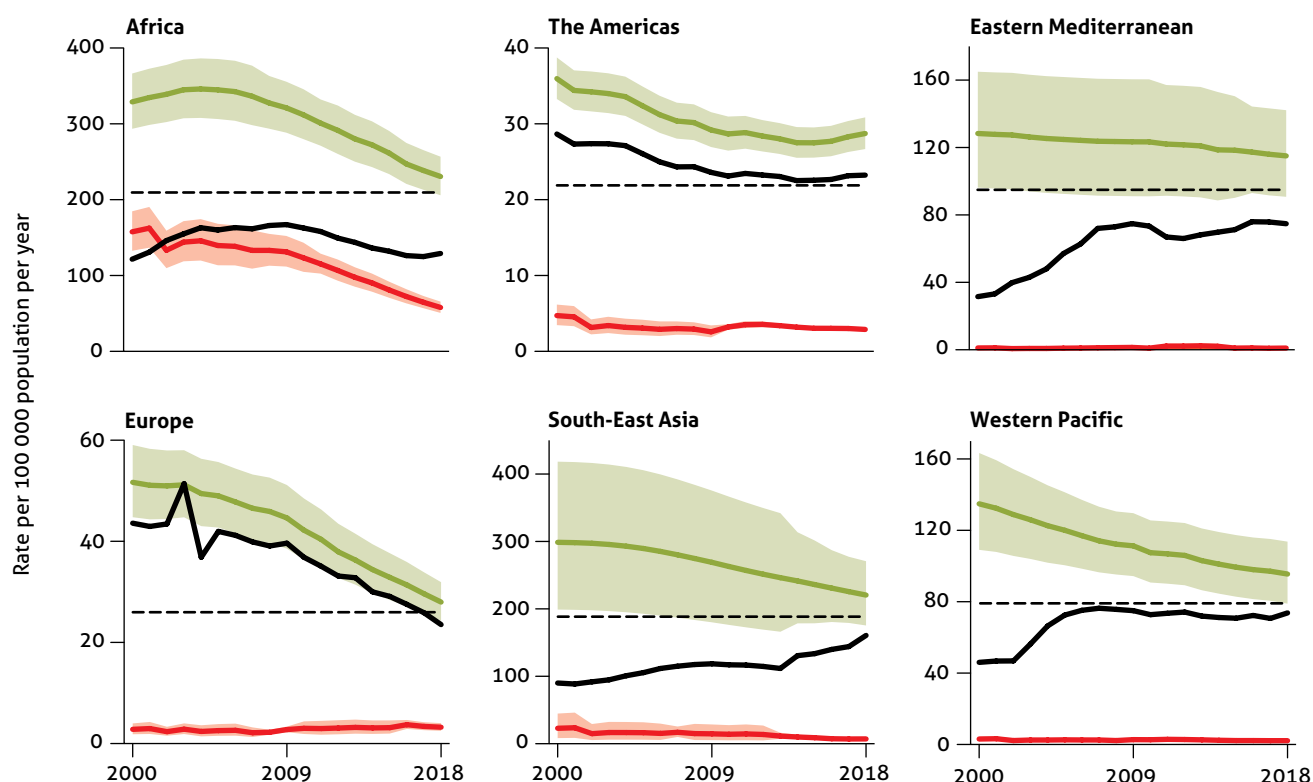 Rate per 100 000 population per year
Africa
400
300
200
100
0
The Americas
40
30
20
10
0
Eastern Mediterranean
160
120
80
40
0
Europe
60
40
20
0
2000 2009 2018
South-East Asia
400
300
200
100
0
2000 2009 2018
Western Pacific
160
120
80
40
0
2000 2009 2018